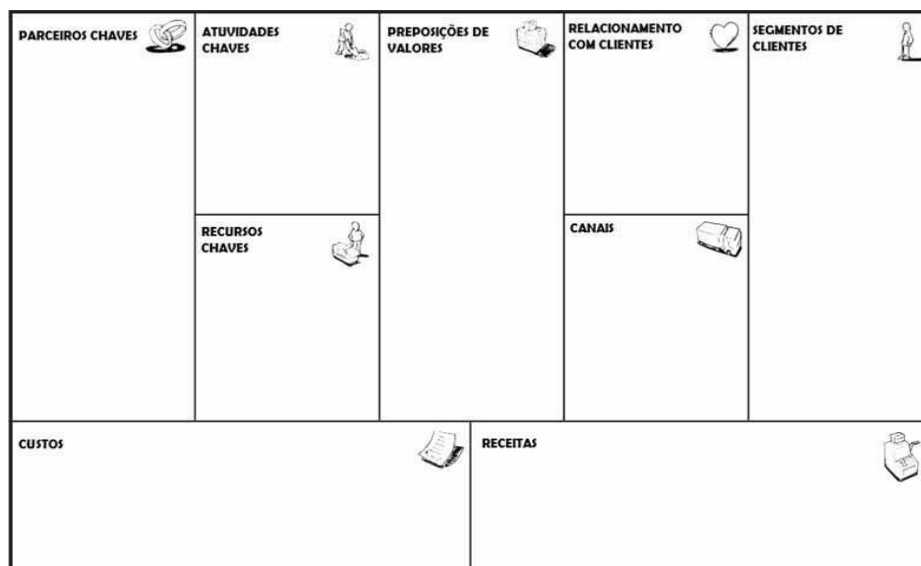 PARCEIROS CHAVES
ATUVIDADES
CHAVES
PREPOSIÇÕES DE
VALORES
RELACIONAMENTO
COM CLIENTES
SEGMENTOS DE
CLIENTES
RECURSOS
CHAVES
CANAIS
CUSTOS
RECEITAS